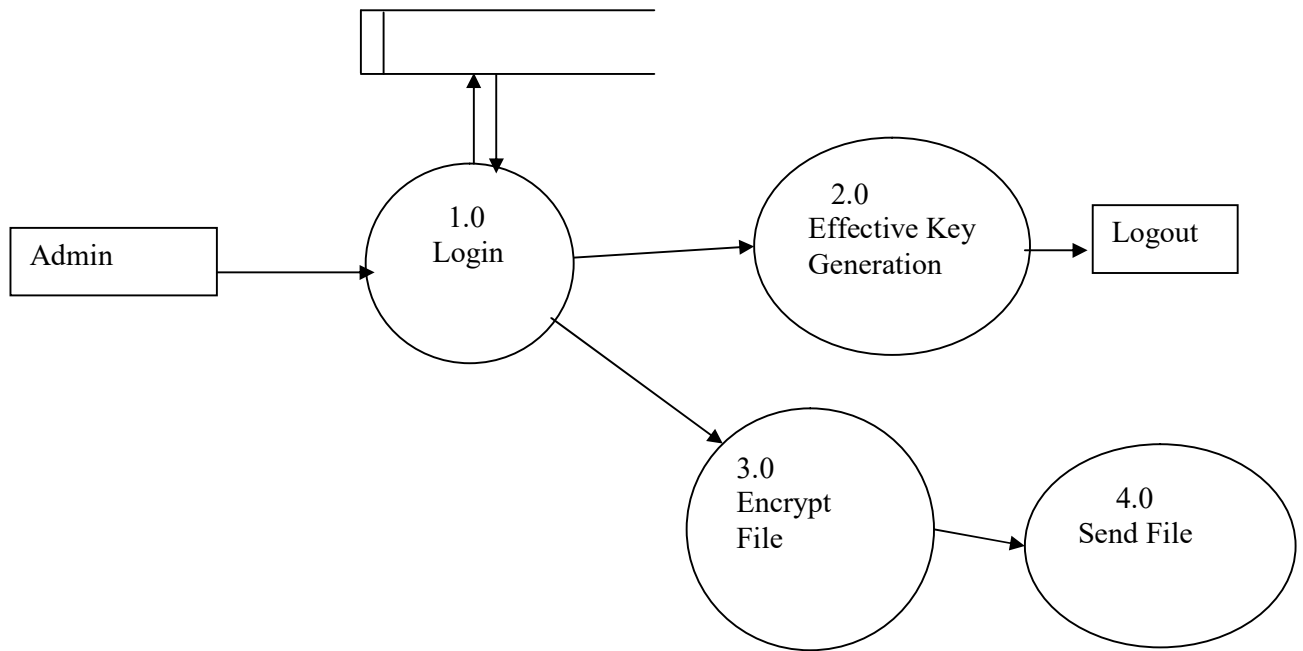 Admin
1.0
Login
2.0
Effective Key
Generation
Logout
3.0
Encrypt
File
4.0
Send File